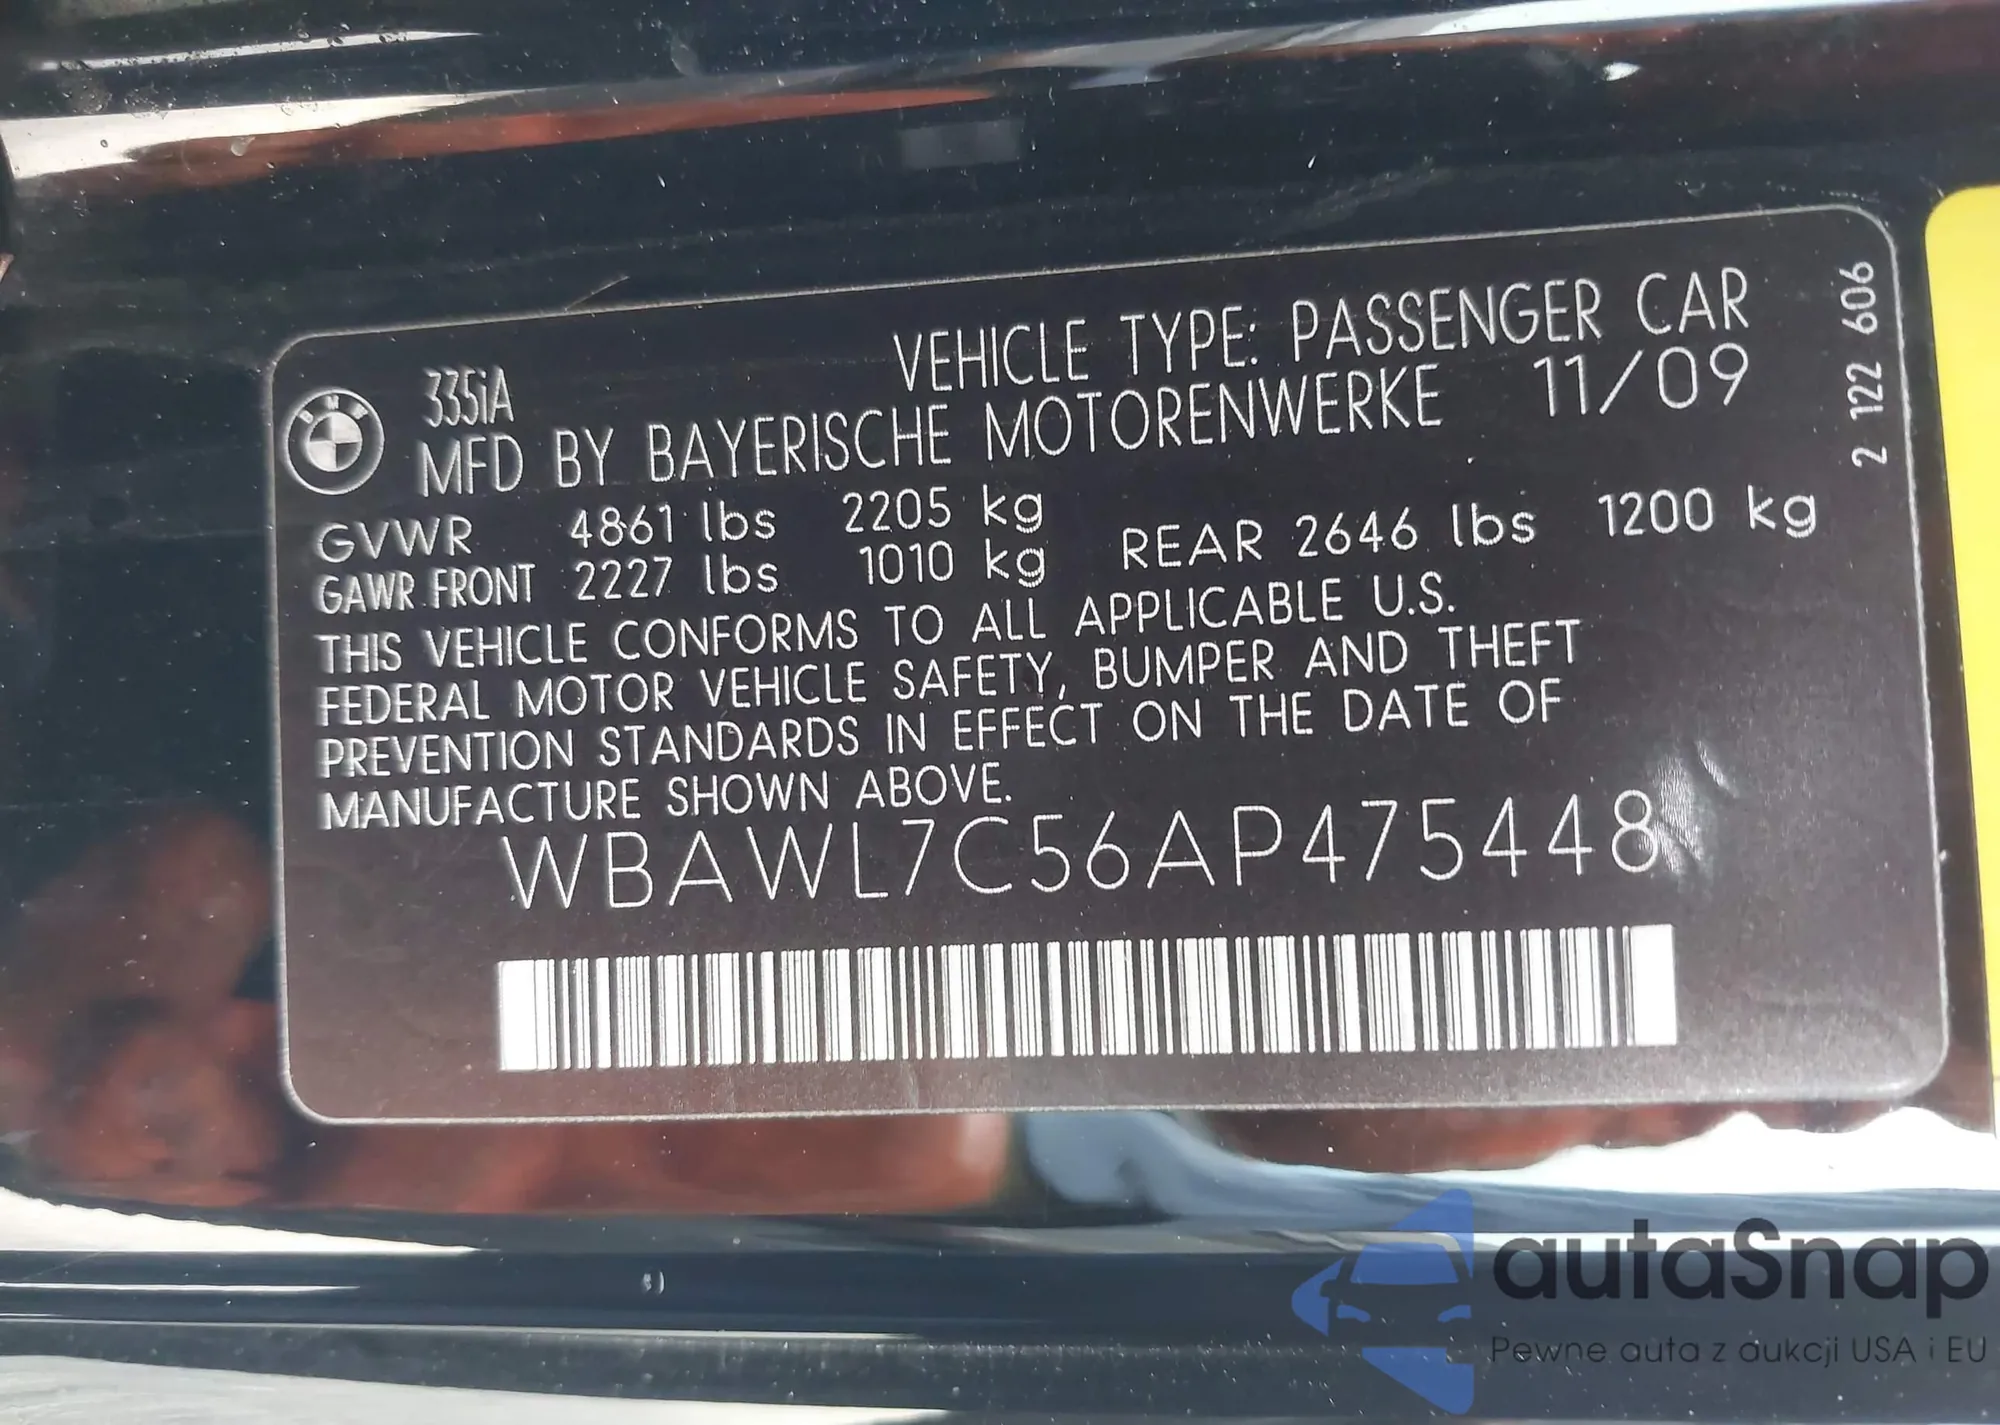 BMW
335iA
VEHICLE TYPE: PASSENGER CAR
MFD BY BAYERISCHE MOTORENWERKE 11/09
GVWR 4861 lbs 2205 kg
GAWR FRONT 2227 lbs 1010 kg REAR 2646 lbs 1200 kg
THIS VEHICLE CONFORMS TO ALL APPLICABLE U.S.
FEDERAL MOTOR VEHICLE SAFETY, BUMPER AND THEFT
PREVENTION STANDARDS IN EFFECT ON THE DATE OF
MANUFACTURE SHOWN ABOVE.
WBAWL7C56AP475448
2 122 606
autaSnap
Pewne auta z aukcji USA i EU